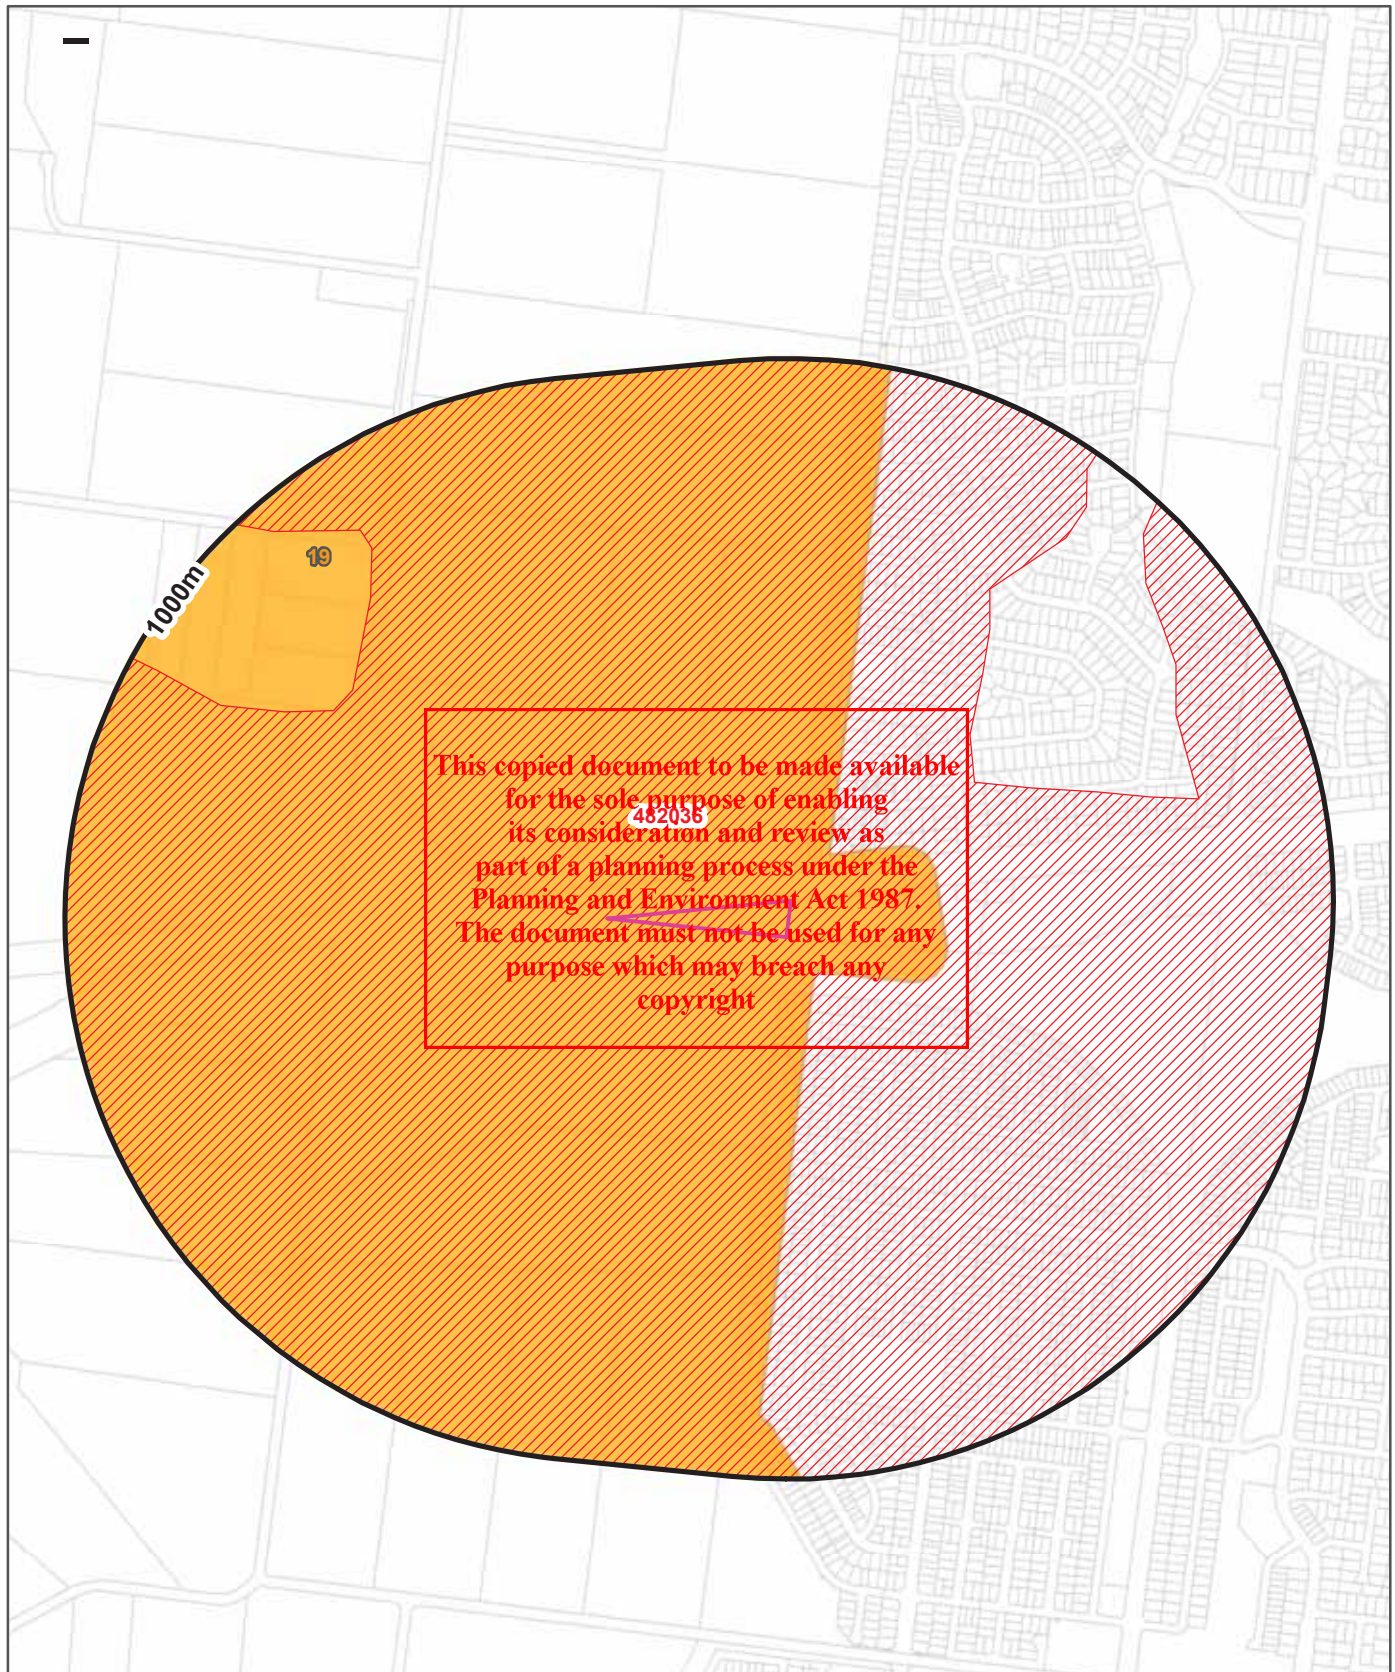 19
1000m
This copied document to be made available
for the sole purpose of enabling
482036
its consideration and review as
part of a planning process under the
Planning and Environment Act 1987.
The document must not be used for any
purpose which may breach any
copyright